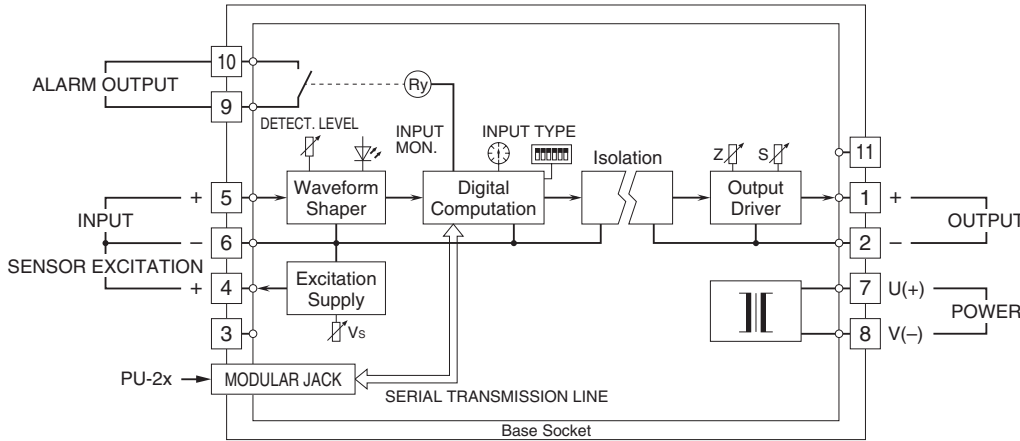 10
ALARM OUTPUT
9
Ry
DETECT. LEVEL
INPUT
MON.
INPUT TYPE
Isolation
Z
S
11
+
5
Waveform
Shaper
Digital
Computation
Output
Driver
1
+
INPUT
OUTPUT
–
6
2
–
SENSOR EXCITATION
+
4
Excitation
Supply
7
U(+)
POWER
3
Vs
8
V(–)
PU-2x
MODULAR JACK
SERIAL TRANSMISSION LINE
Base Socket